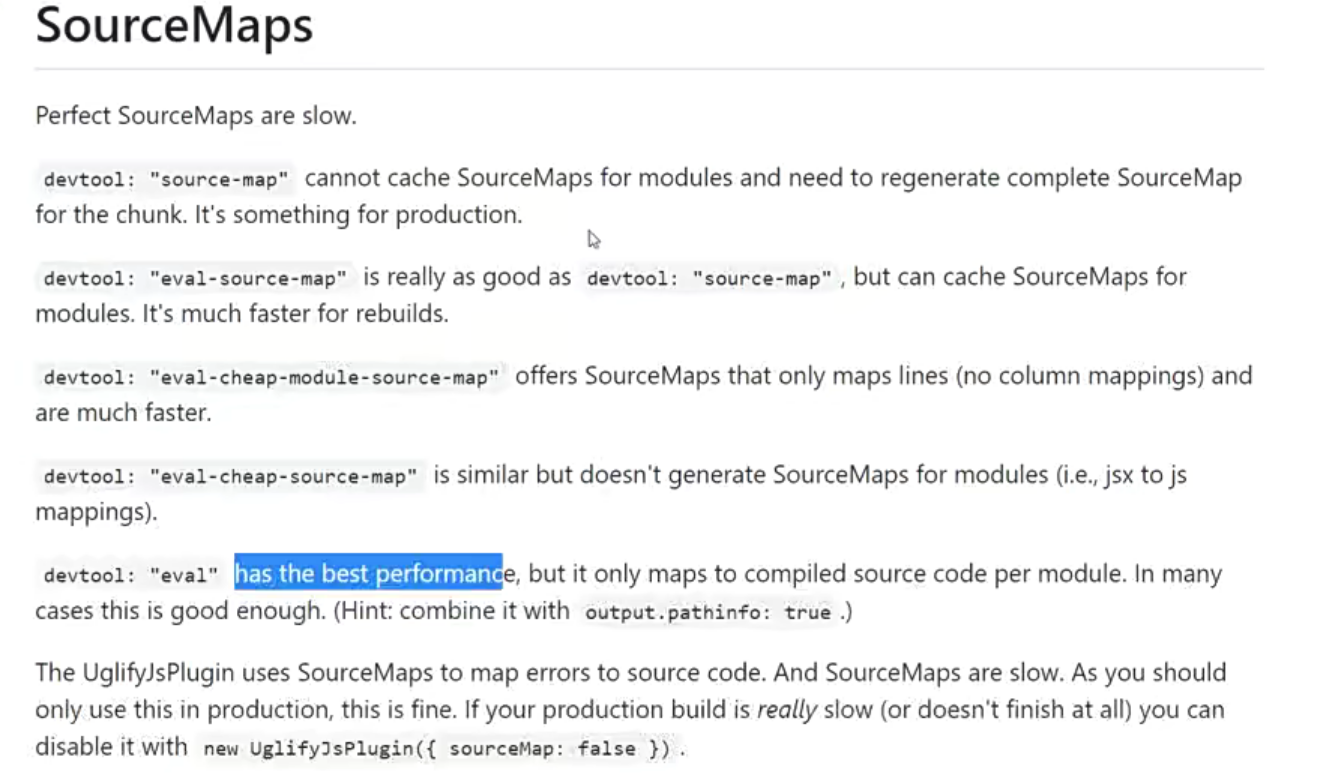 SourceMaps
Perfect SourceMaps are slow.
devtool: "source-map" cannot cache SourceMaps for modules and need to regenerate complete SourceMap
for the chunk. It's something for production.
devtool: "eval-source-map" is really as good as devtool: "source-map", but can cache SourceMaps for
modules. It's much faster for rebuilds.
devtool: "eval-cheap-module-source-map" offers SourceMaps that only maps lines (no column mappings) and
are much faster.
devtool: "eval-cheap-source-map" is similar but doesn't generate SourceMaps for modules (i.e., jsx to js
mappings).
devtool: "eval" has the best performance, but it only maps to compiled source code per module. In many
cases this is good enough. (Hint: combine it with output.pathinfo: true .)
The UglifyJsPlugin uses SourceMaps to map errors to source code. And SourceMaps are slow. As you should
only use this in production, this is fine. If your production build is really slow (or doesn't finish at all) you can
disable it with new UglifyJsPlugin({ sourceMap: false }) .